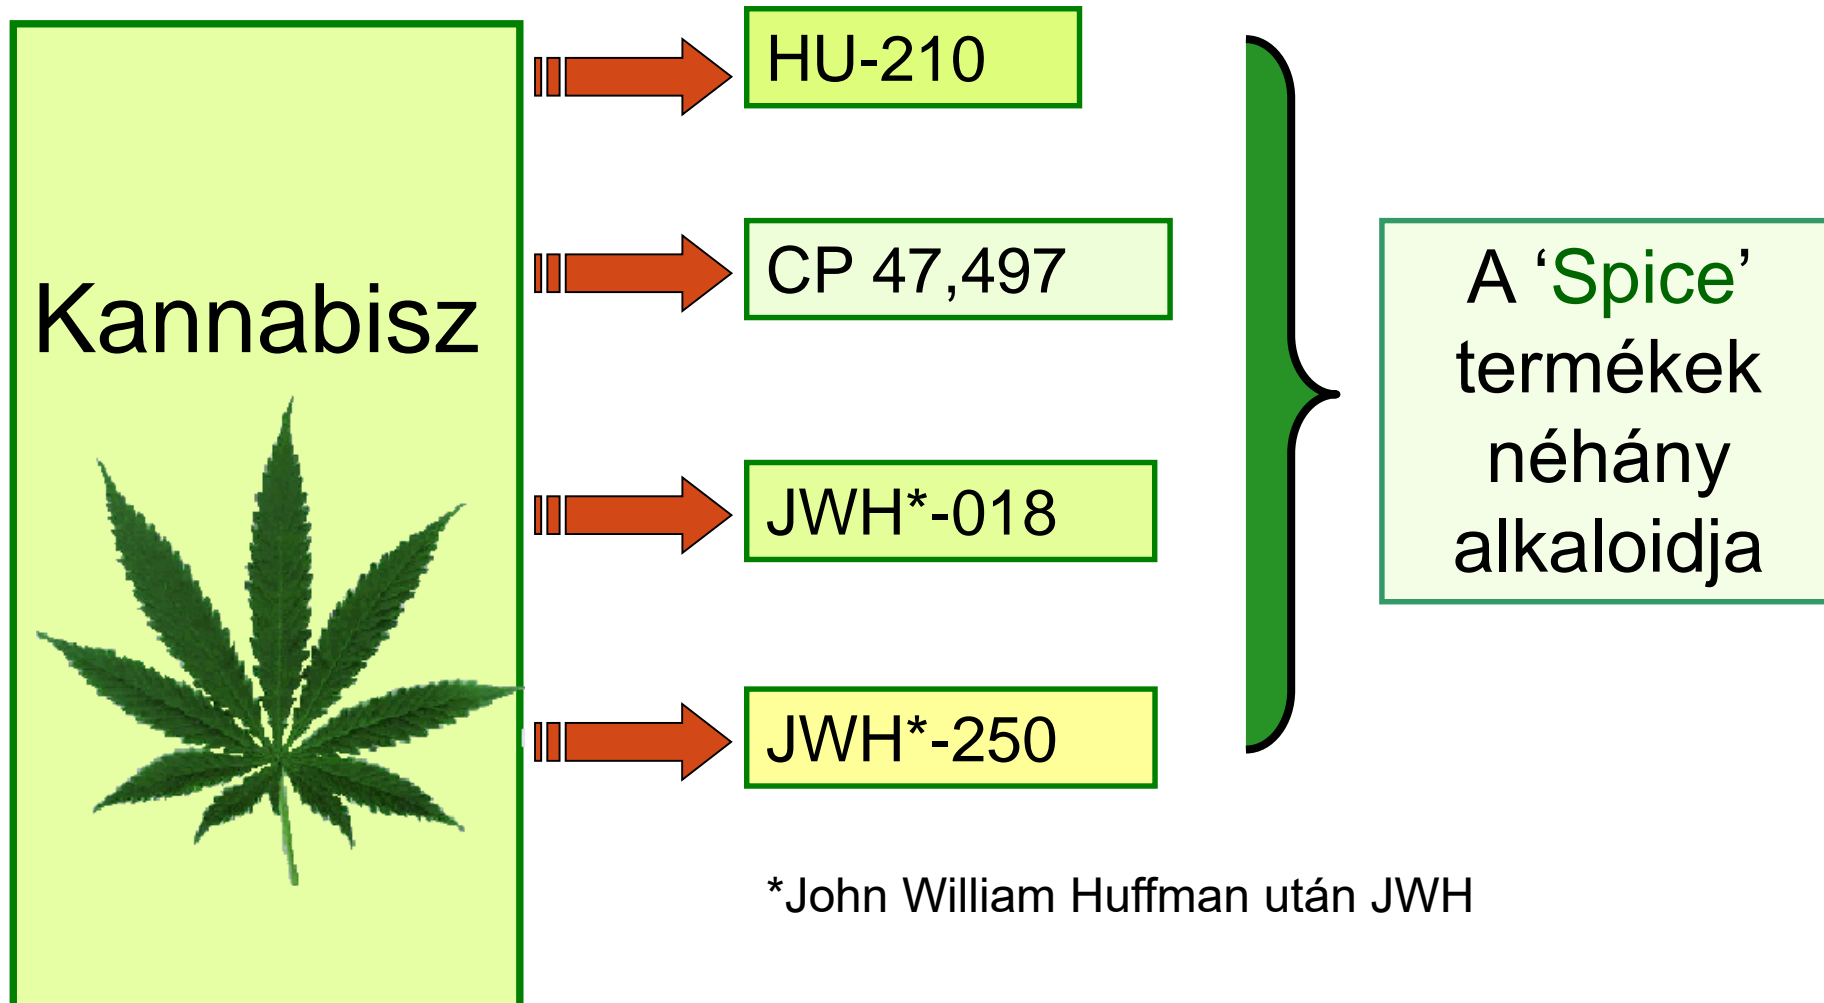 Kannabisz
HU-210
CP 47,497
JWH*-018
JWH*-250
A ‘Spice’
termékek
néhány
alkaloidja
*John William Huffman után JWH